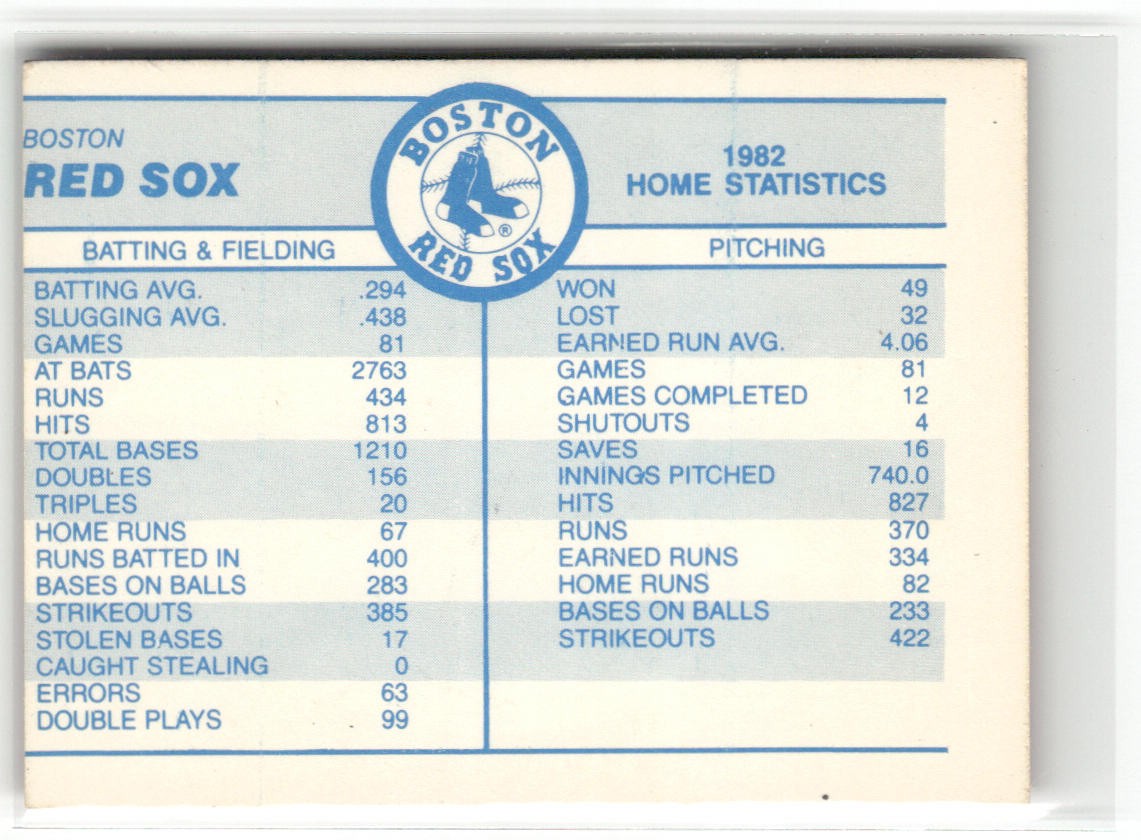 BOSTON
RED SOX
BOSTON
RED SOX
®
1982
HOME STATISTICS
BATTING & FIELDING
BATTING AVG. .294
SLUGGING AVG. .438
GAMES 81
AT BATS 2763
RUNS 434
HITS 813
TOTAL BASES 1210
DOUBLES 156
TRIPLES 20
HOME RUNS 67
RUNS BATTED IN 400
BASES ON BALLS 283
STRIKEOUTS 385
STOLEN BASES 17
CAUGHT STEALING 0
ERRORS 63
DOUBLE PLAYS 99
PITCHING
WON 49
LOST 32
EARNED RUN AVG. 4.06
GAMES 81
GAMES COMPLETED 12
SHUTOUTS 4
SAVES 16
INNINGS PITCHED 740.0
HITS 827
RUNS 370
EARNED RUNS 334
HOME RUNS 82
BASES ON BALLS 233
STRIKEOUTS 422